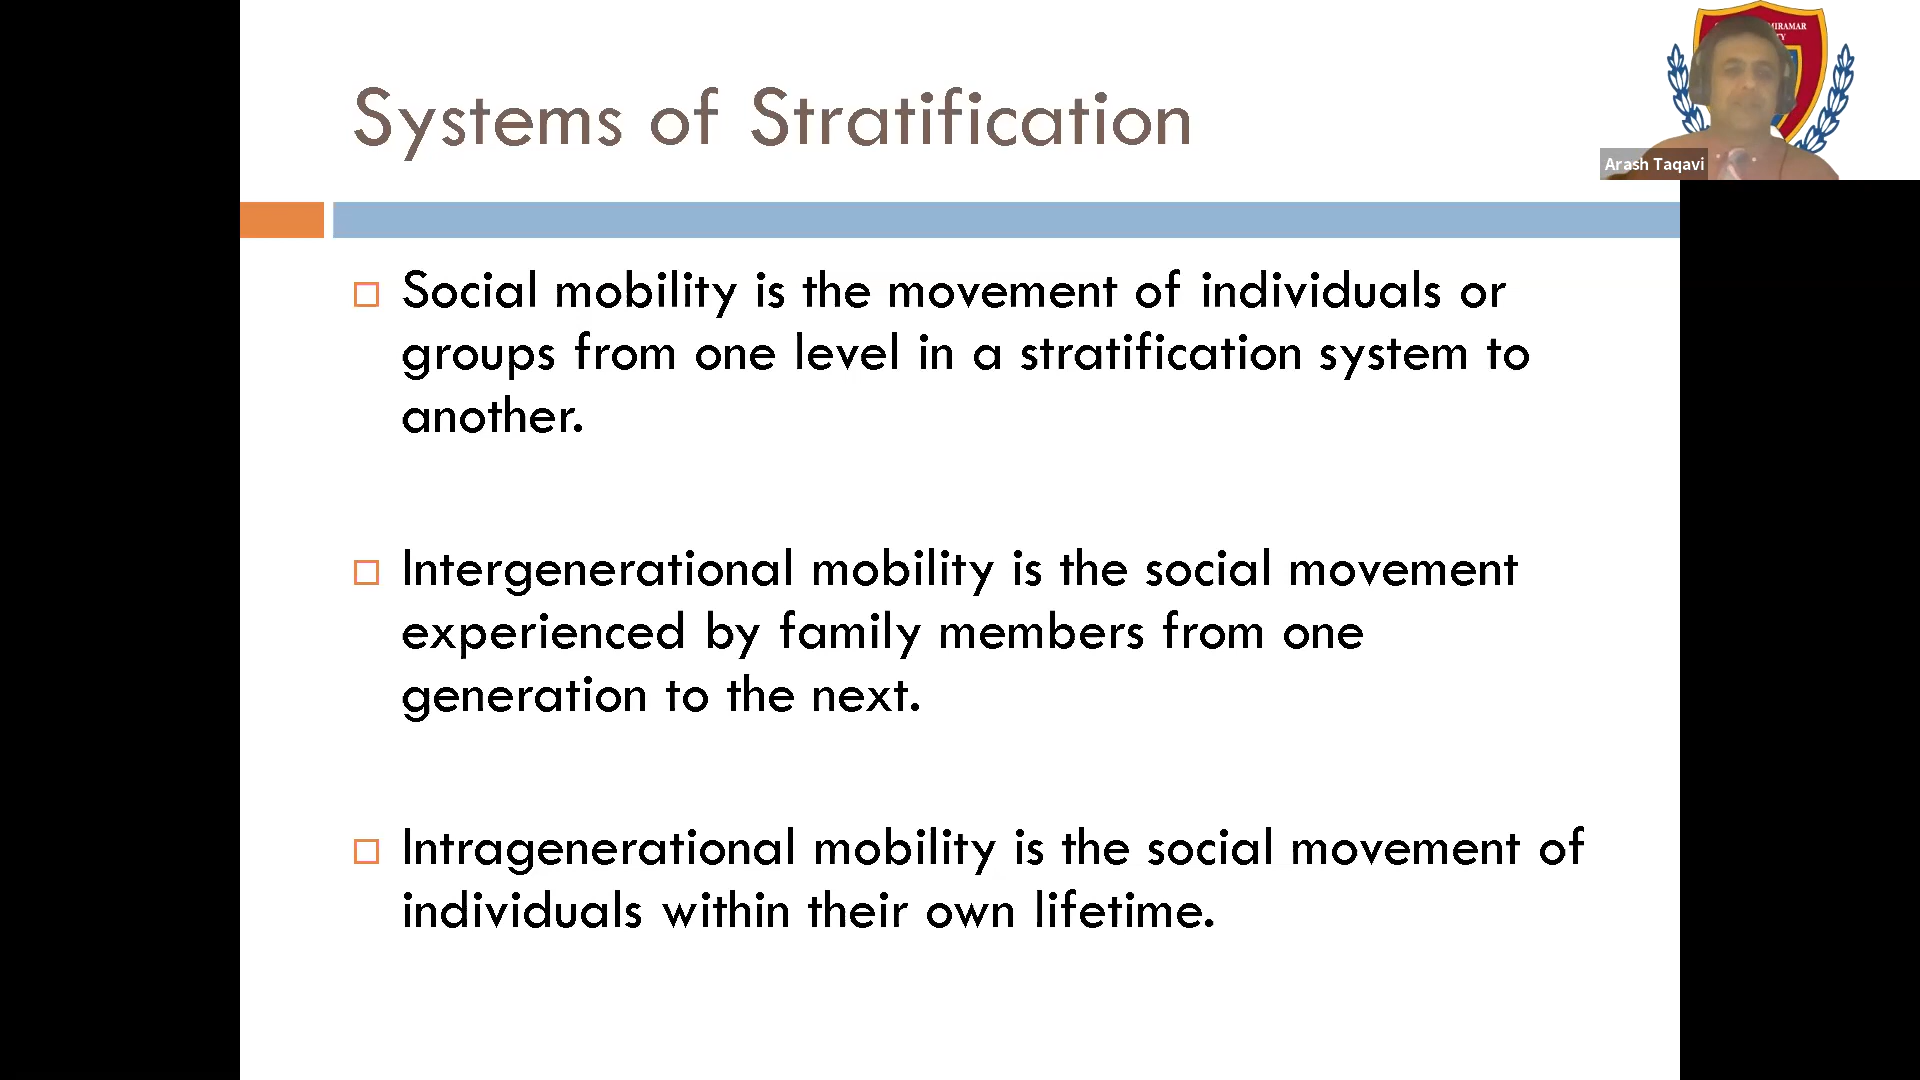 Systems of Stratification
MIRAMAR
Arash Taqavi
Social mobility is the movement of individuals or
groups from one level in a stratification system to
another.
Intergenerational mobility is the social movement
experienced by family members from one
generation to the next.
Intragenerational mobility is the social movement of
individuals within their own lifetime.